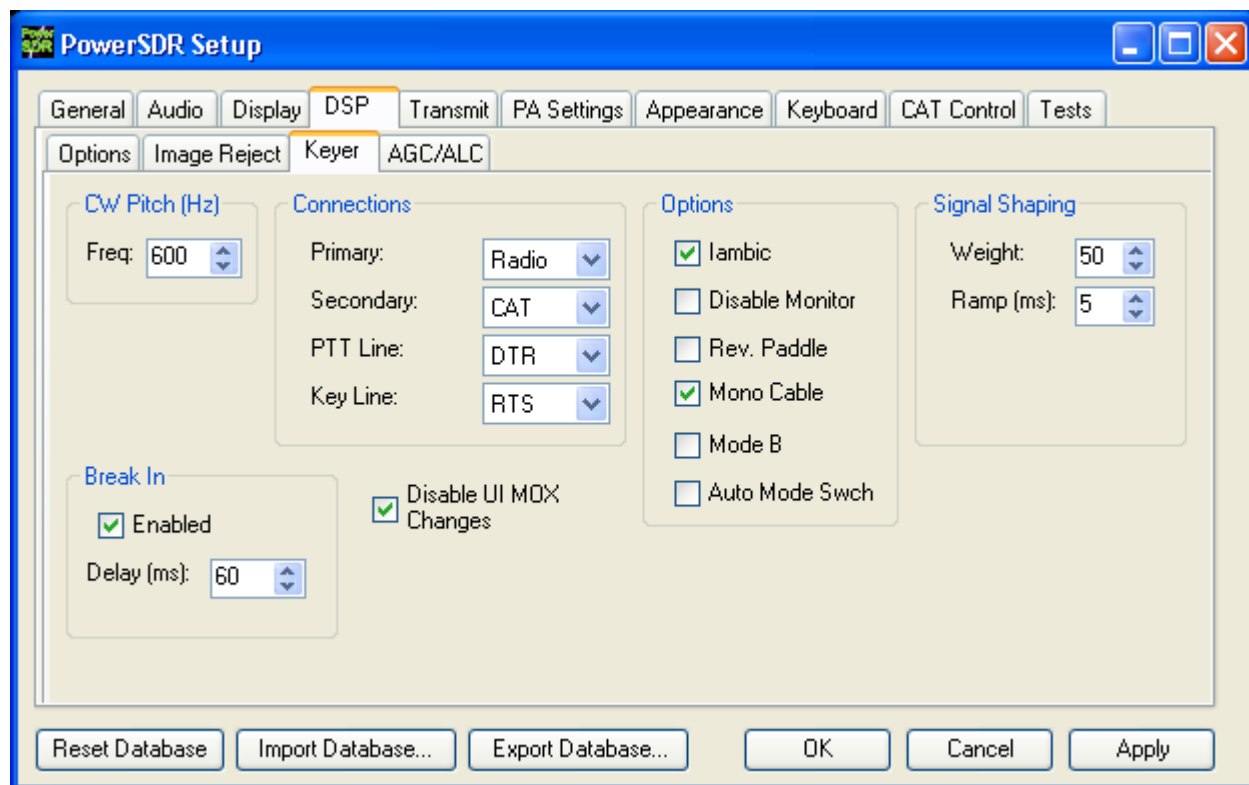 PowerSDR Setup
General Audio Display DSP Transmit PA Settings Appearance Keyboard CAT Control Tests
Options Image Reject Keyer AGC/ALC
CW Pitch (Hz)
Freq: 600
Connections
Primary: Radio
Secondary: CAT
PTT Line: DTR
Key Line: RTS
Options
Iambic
Disable Monitor
Rev. Paddle
Mono Cable
Mode B
Auto Mode Swch
Signal Shaping
Weight: 50
Ramp (ms): 5
Break In
Enabled
Delay (ms): 60
Disable UI MOX
Changes
Reset Database Import Database... Export Database... OK Cancel Apply